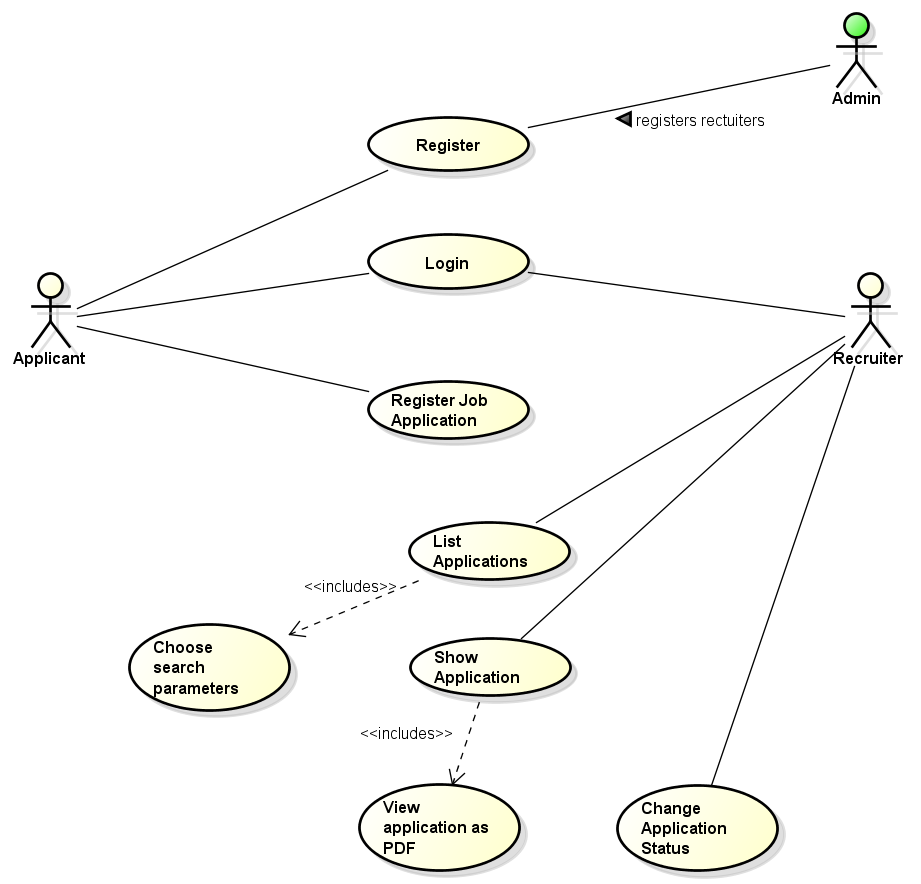 Admin
registers rectuiters
Register
Login
Applicant
Recruiter
Register Job
Application
List
Applications
<<includes>>
Choose
search
parameters
Show
Application
<<includes>>
View
application as
PDF
Change
Application
Status